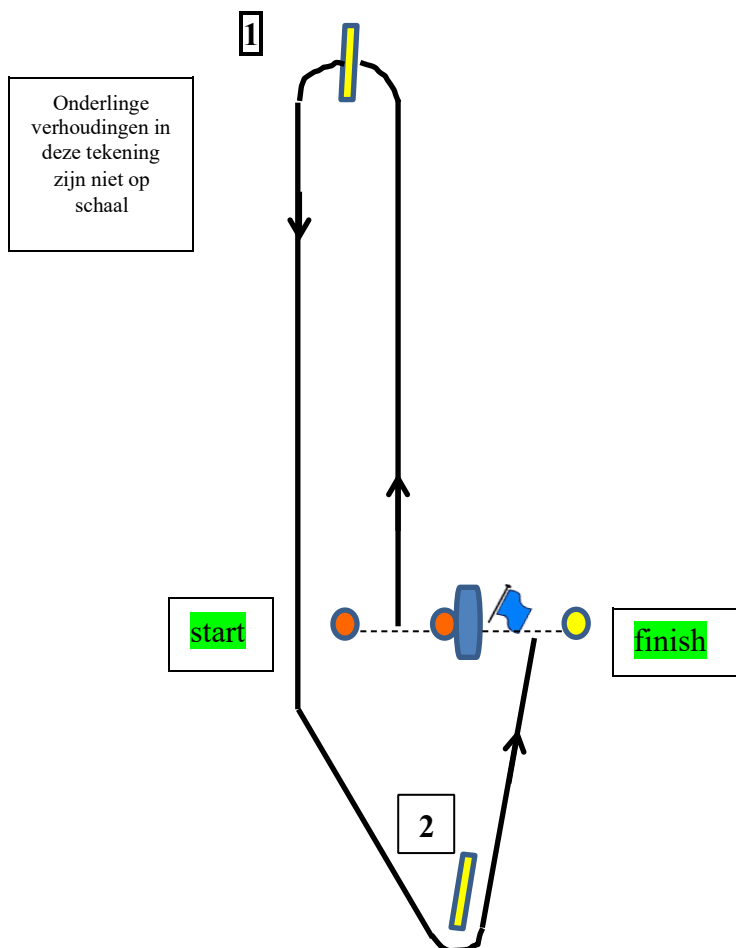 1
Onderlinge
verhoudingen in
deze tekening
zijn niet op
schaal
start
finish
2